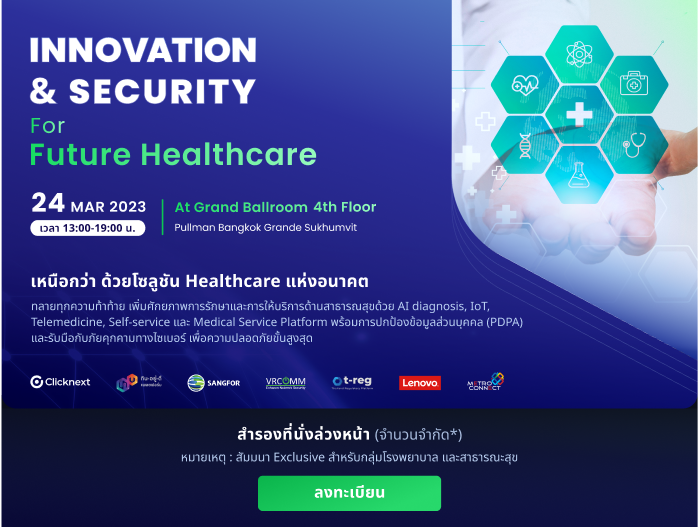 INNOVATION
& SECURITY
For
Future Healthcare
24 MAR 2023
เวลา 13:00-19:00 น.
At Grand Ballroom 4th Floor
Pullman Bangkok Grande Sukhumvit
เหนือกว่า ด้วยโซลูชัน Healthcare แห่งอนาคต
ทลายทุกความท้าท้าย เพิ่มศักยภาพการรักษาและการให้บริการด้านสาธารณสุขด้วย AI diagnosis, IoT,
Telemedicine, Self-service และ Medical Service Platform พร้อมการปกป้องข้อมูลส่วนบุคคล (PDPA)
และรับมือกับภัยคุกคามทางไซเบอร์ เพื่อความปลอดภัยขั้นสูงสุด
Clicknext
กิน-อยู่-ดี
SANGFOR
VRCOMM
t-reg
Lenovo
METRO
CONNECT
สำรองที่นั่งล่วงหน้า (จำนวนจำกัด*)
หมายเหตุ : สัมมนา Exclusive สำหรับกลุ่มโรงพยาบาล และสาธารณะสุข
ลงทะเบียน